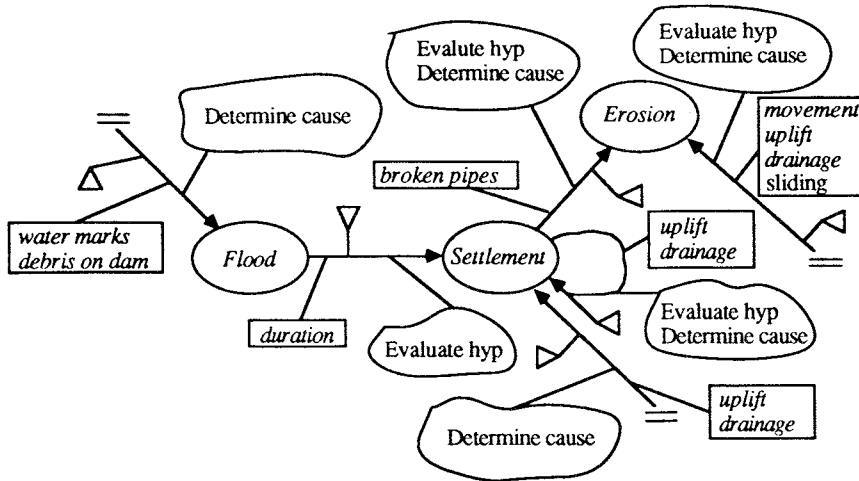 Evalute hyp
Determine cause
Evaluate hyp
Determine cause
Determine cause
Erosion
movement
uplift
drainage
sliding
broken pipes
water marks
debris on dam
Flood
Settlement
uplift
drainage
duration
Evaluate hyp
Evaluate hyp
Determine cause
Determine cause
uplift
drainage